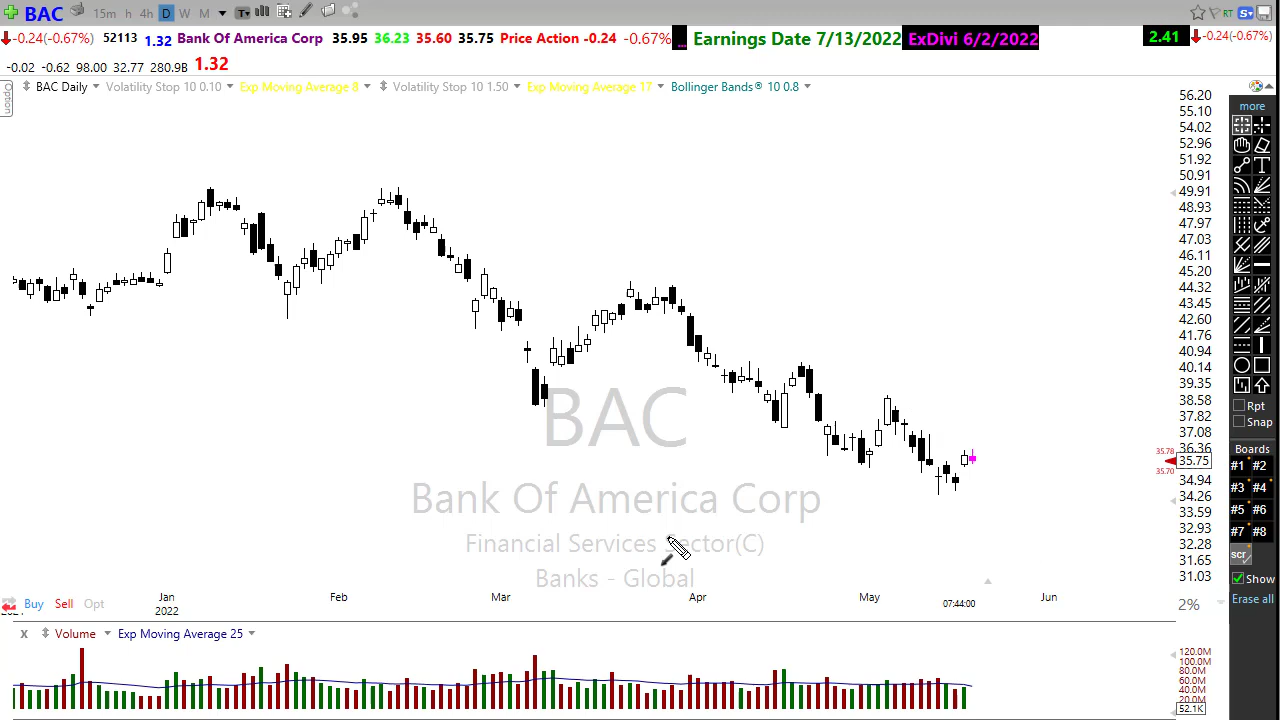 BAC 15m h 4h D W M T RT S
-0.24(-0.67%) 52113 1.32 Bank Of America Corp 35.95 36.23 35.60 35.75 Price Action -0.24 -0.67% ... Earnings Date 7/13/2022 ExDivi 6/2/2022 2.41 -0.24(-0.67%)
-0.02 -0.62 98.00 32.77 280.9B 1.32
Option
BAC Daily Volatility Stop 10 0.10 Exp Moving Average 8 Volatility Stop 10 1.50 Exp Moving Average 17 Bollinger Bands® 10 0.8
56.20
55.10
54.02
52.96
51.92
50.91
49.91
48.93
47.97
47.03
46.11
45.20
44.32
43.45
42.60
41.76
40.94
40.14
39.35
38.58
37.82
37.08
36.36
35.78
35.75
35.70
34.94
34.26
33.59
32.93
32.28
31.65
31.03
2%
BAC
Bank Of America Corp
Financial Services Sector(C)
Banks - Global
Jan Feb Mar Apr May Jun
2022 07:44:00
Buy Sell Opt
X Volume Exp Moving Average 25
120.0M
100.0M
80.0M
60.0M
40.0M
20.0M
52.1K
more
T
Rpt
Snap
Boards
#1 #2
#3 #4
#5 #6
#7 #8
scr
Show
Erase all